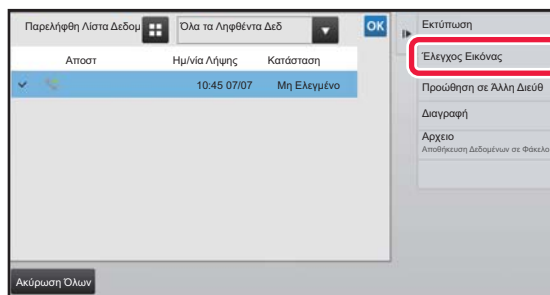 Παρελήφθη Λίστα Δεδομ
Όλα τα Ληφθέντα Δεδ
OK
Αποστ
Ημ/νία Λήψης
Κατάσταση
10:45 07/07
Μη Ελεγμένο
Ακύρωση Όλων
Εκτύπωση
Έλεγχος Εικόνας
Προώθηση σε Άλλη Διεύθ
Διαγραφή
Αρχειο
Αποθήκευση Δεδομένων σε Φάκελο